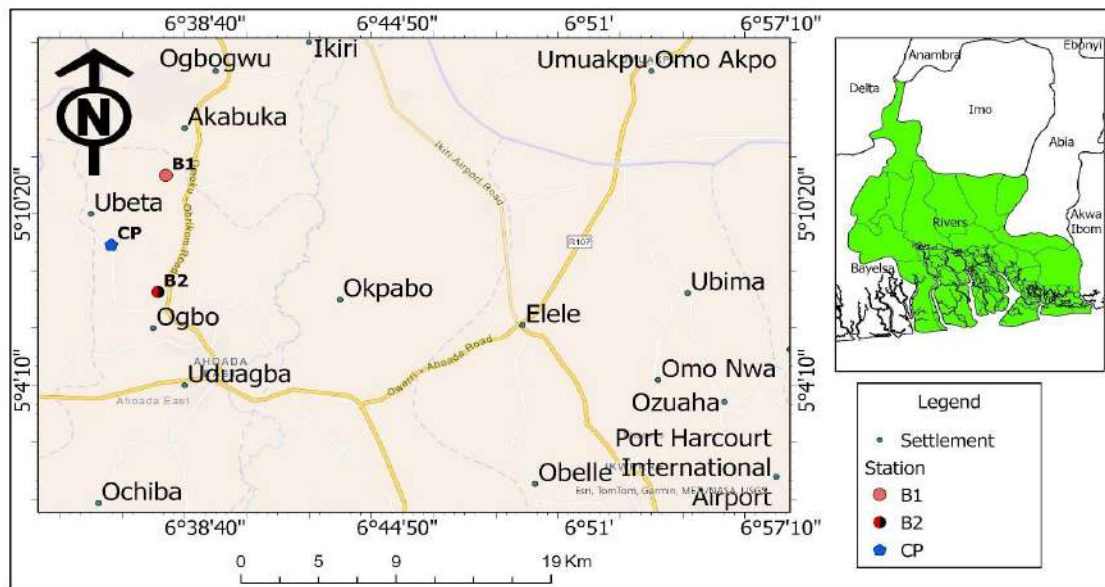 6°38'40" 6°44'50" 6°51' 6°57'10"
Ogbogwu
Ikiri
Umuakpu Omo Akpo
N
Akabuka
B1
Ikiri Airport Road
5°10'20"
5°10'20"
Ubeta
CP
R107
B2
Okpabo
Ubima
Ogbo
Elele
AHOADA
Uduagba
Owerri - Ahoada Road
5°4'10"
5°4'10"
Ahoada East
Omo Nwa
Ozuaha
Port Harcourt
International
Airport
Obelle
Esri, TomTom, Garmin, METI/NASA, USGS
Ochiba
6°38'40" 6°44'50" 6°51' 6°57'10"
0 5 9 19 Km
Anambra
Ebonyi
Delta
Imo
Abia
Rivers
Akwa
Ibom
Bayelsa
Legend
Settlement
Station
B1
B2
CP